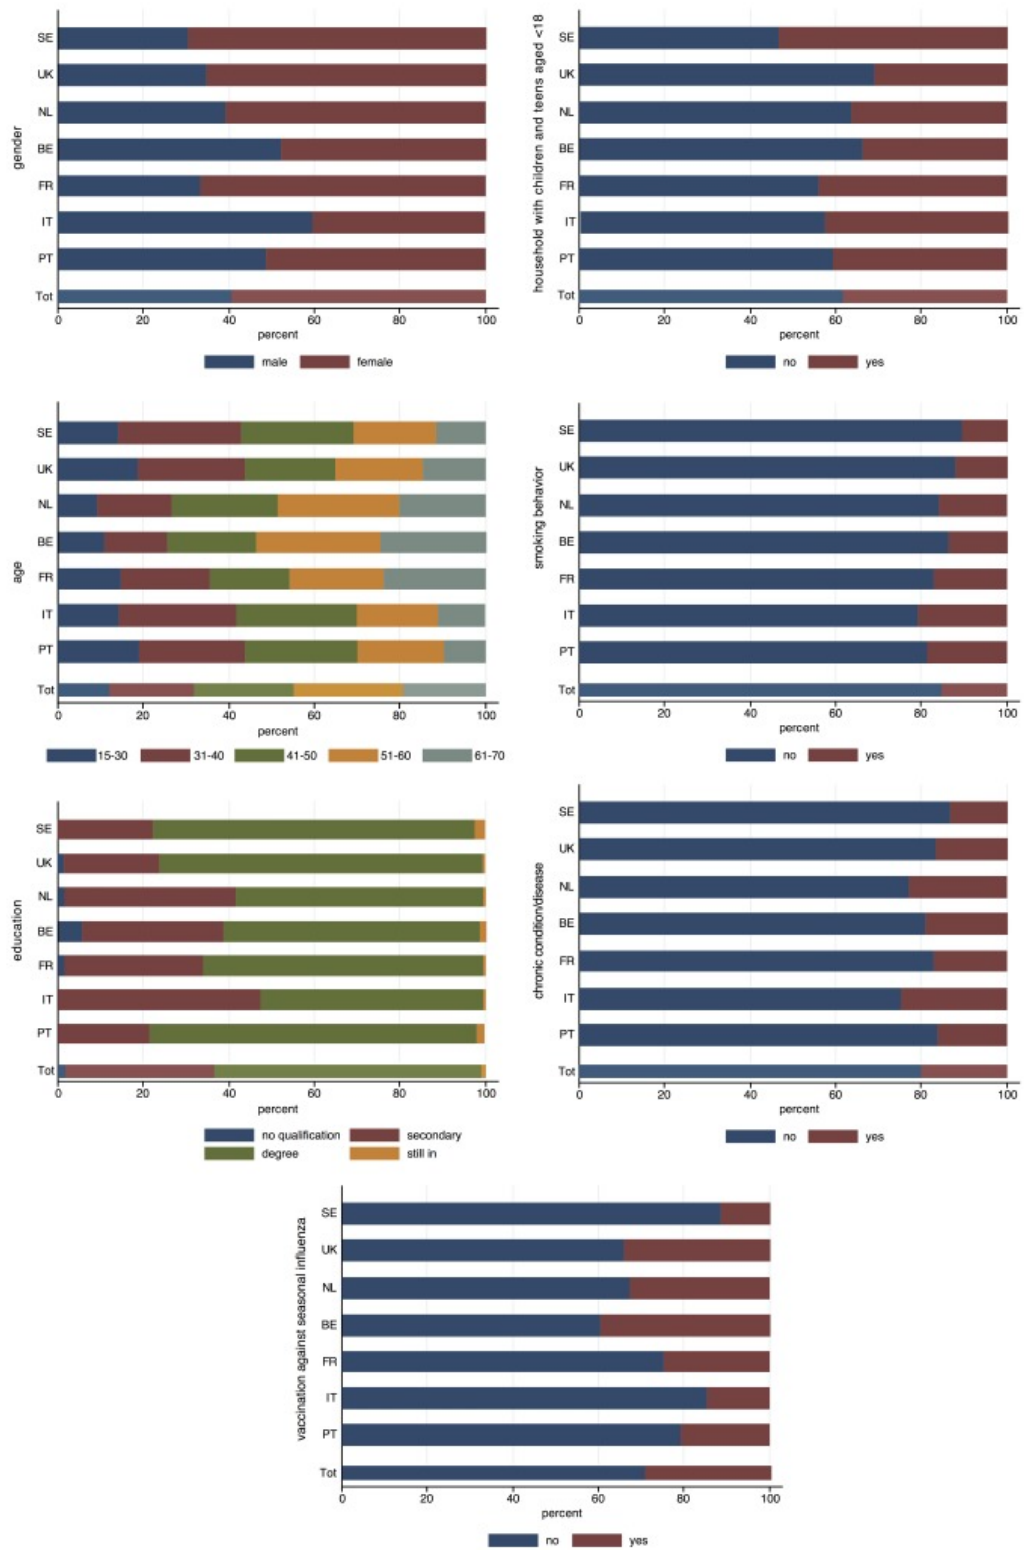 gender
SE
UK
NL
BE
FR
IT
PT
Tot
0 20 40 60 80 100
percent
male female
household with children and teens aged <18
SE
UK
NL
BE
FR
IT
PT
Tot
0 20 40 60 80 100
percent
no yes
age
SE
UK
NL
BE
FR
IT
PT
Tot
0 20 40 60 80 100
percent
15-30 31-40 41-50 51-60 61-70
smoking behavior
SE
UK
NL
BE
FR
IT
PT
Tot
0 20 40 60 80 100
percent
no yes
education
SE
UK
NL
BE
FR
IT
PT
Tot
0 20 40 60 80 100
percent
no qualification secondary
degree still in
chronic condition/disease
SE
UK
NL
BE
FR
IT
PT
Tot
0 20 40 60 80 100
percent
no yes
vaccination against seasonal influenza
SE
UK
NL
BE
FR
IT
PT
Tot
0 20 40 60 80 100
percent
no yes